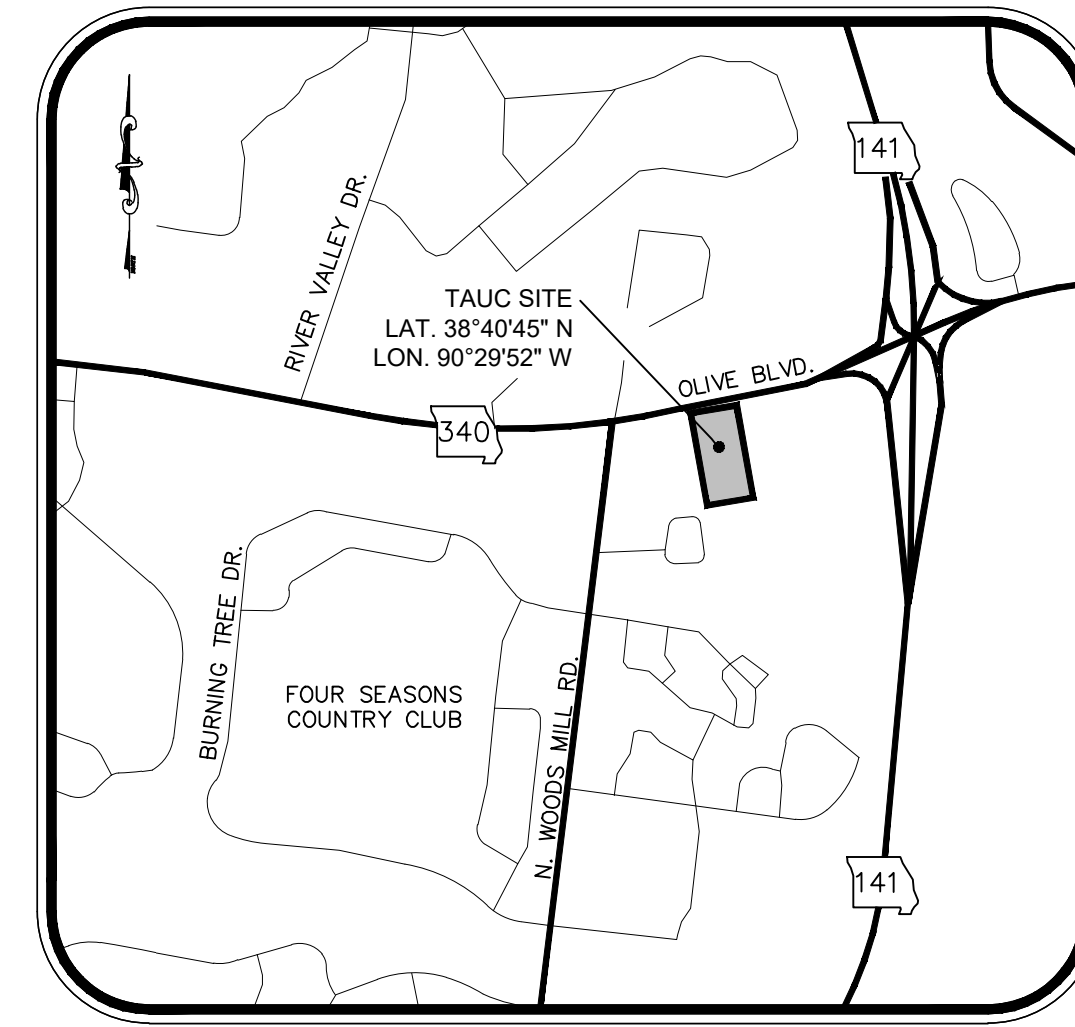 141
RIVER VALLEY DR.
TAUC SITE
LAT. 38°40'45" N
LON. 90°29'52" W
OLIVE BLVD.
340
BURNING TREE DR.
FOUR SEASONS
COUNTRY CLUB
N. WOODS MILL RD.
141